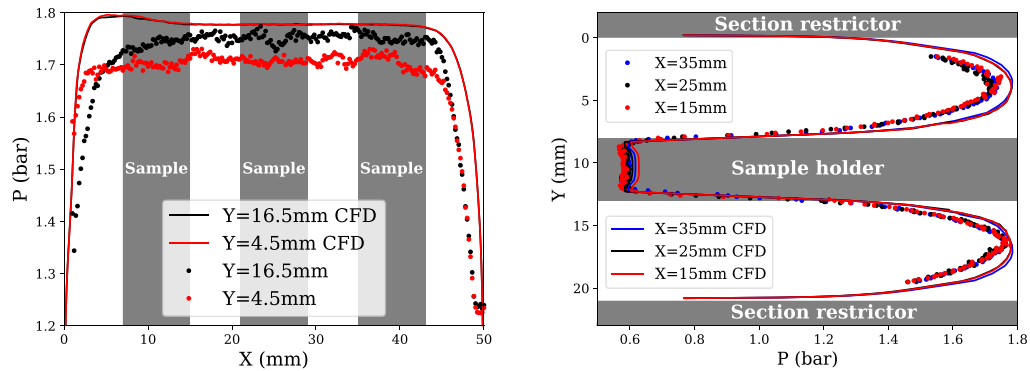 1.8
1.7
1.6
1.5
1.4
1.3
1.2
P (bar)
Sample
Sample
Sample
Y=16.5mm CFD
Y=4.5mm CFD
Y=16.5mm
Y=4.5mm
0
10
20
30
40
50
X (mm)
Section restrictor
0
5
10
15
20
Y (mm)
X=35mm
X=25mm
X=15mm
Sample holder
X=35mm CFD
X=25mm CFD
X=15mm CFD
Section restrictor
0.6
0.8
1.0
1.2
1.4
1.6
1.8
P (bar)